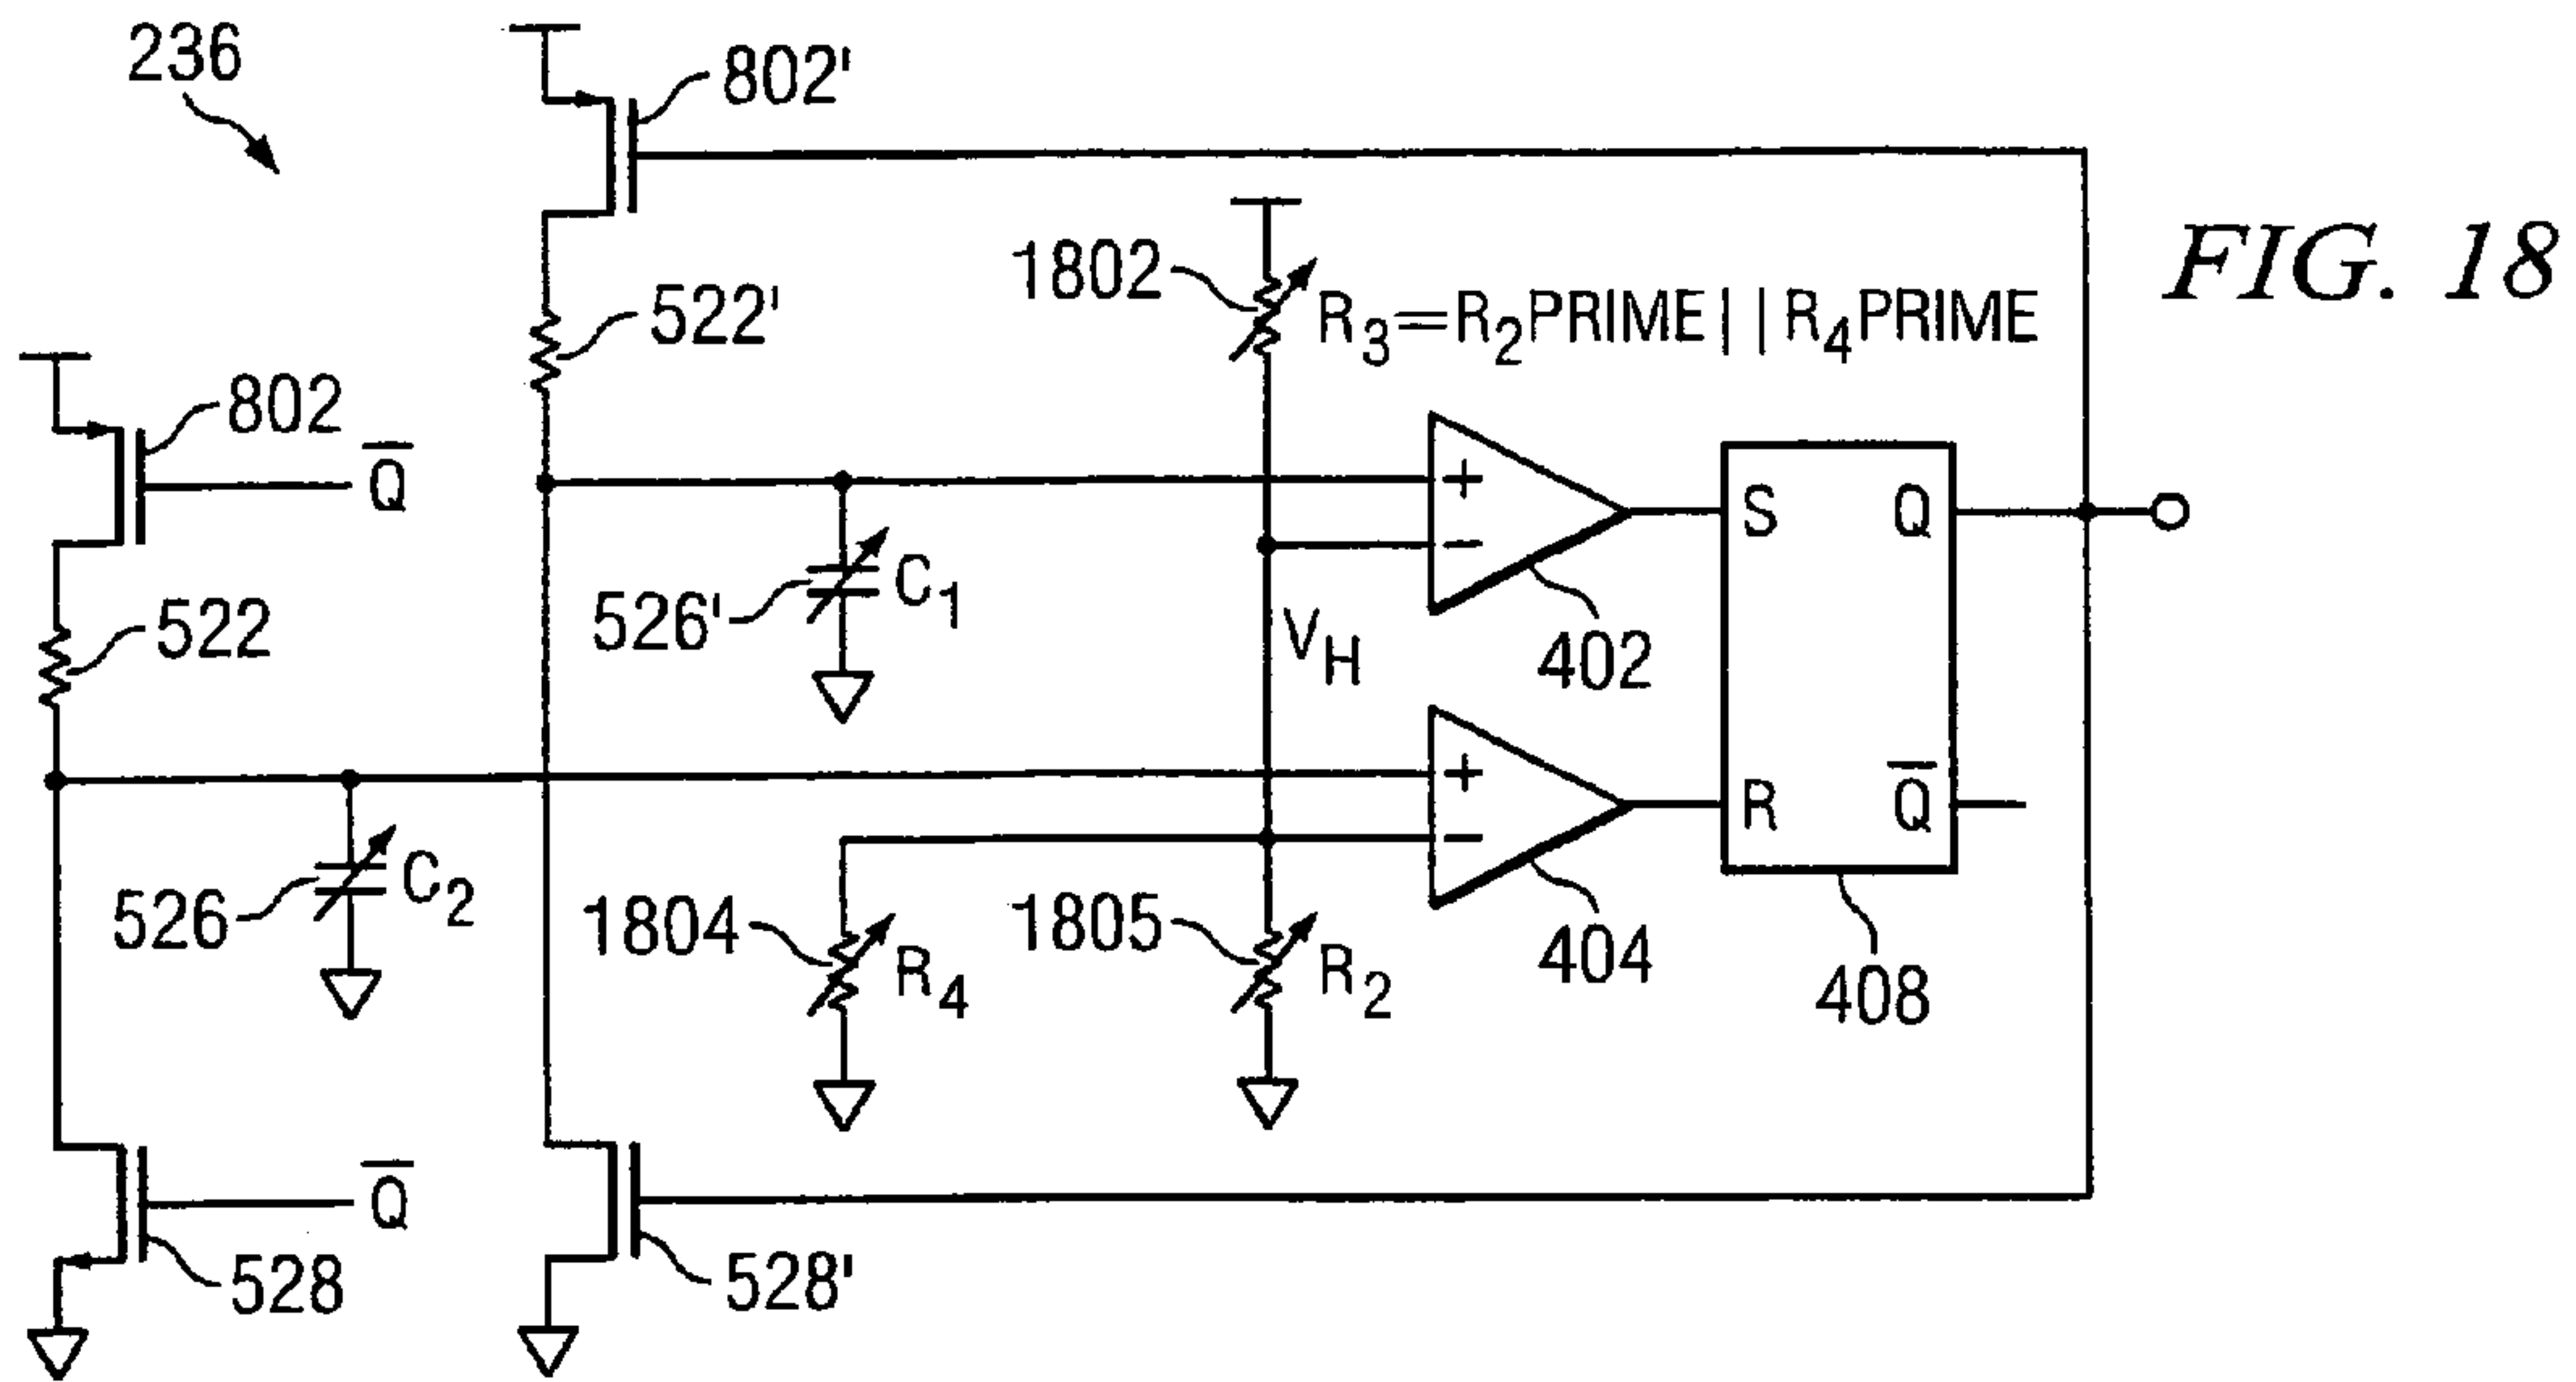 236
802'
FIG. 18
1802
R3=R2PRIME||R4PRIME
522'
802
Q̅
522
526'
C1
+
−
402
VH
S
Q
R
Q̅
+
−
404
408
526
C2
1804
R4
1805
R2
Q̅
528
528'